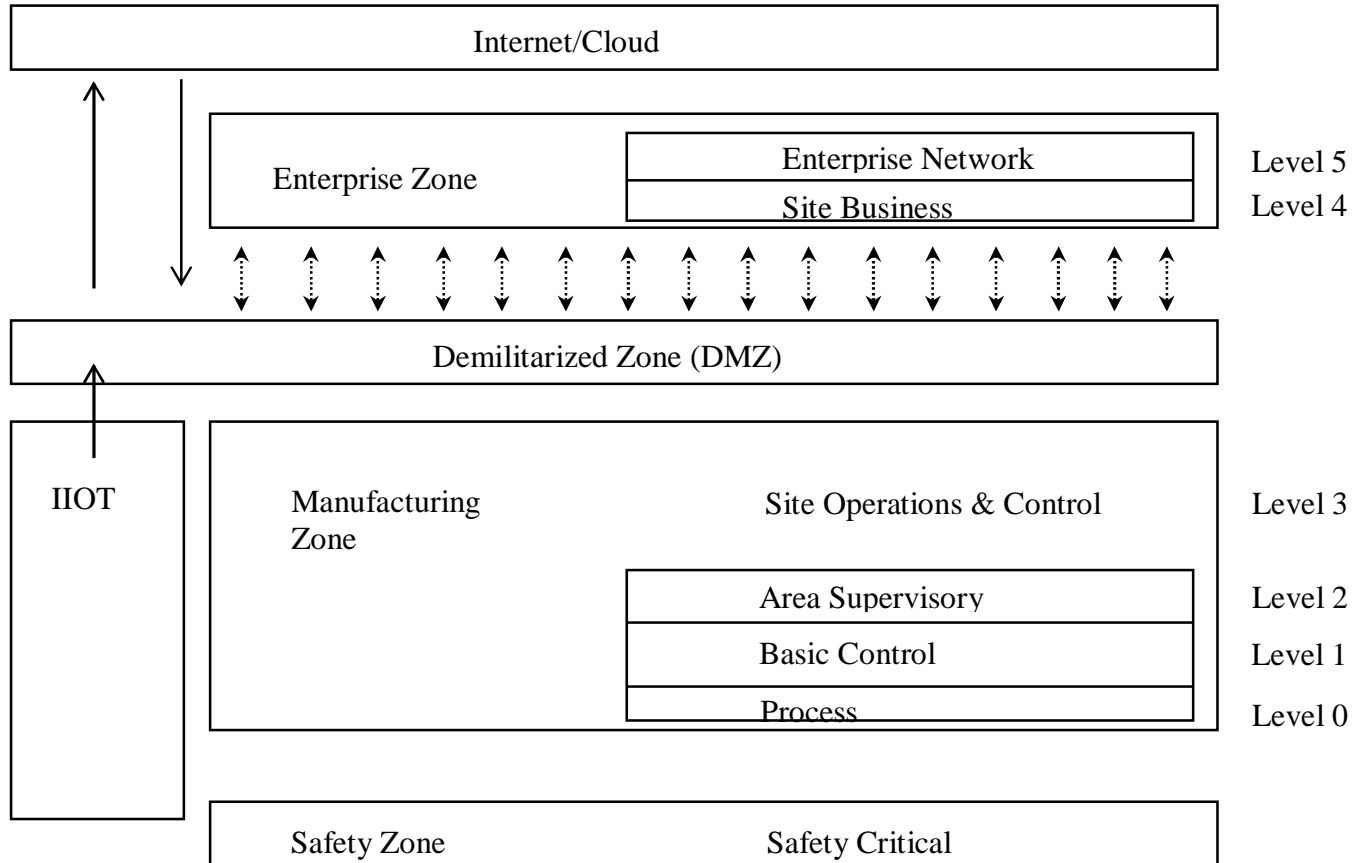 Internet/Cloud
Enterprise Zone
Enterprise Network
Level 5
Site Business
Level 4
Demilitarized Zone (DMZ)
IIOT
Manufacturing
Zone
Site Operations & Control
Level 3
Area Supervisory
Level 2
Basic Control
Level 1
Process
Level 0
Safety Zone
Safety Critical